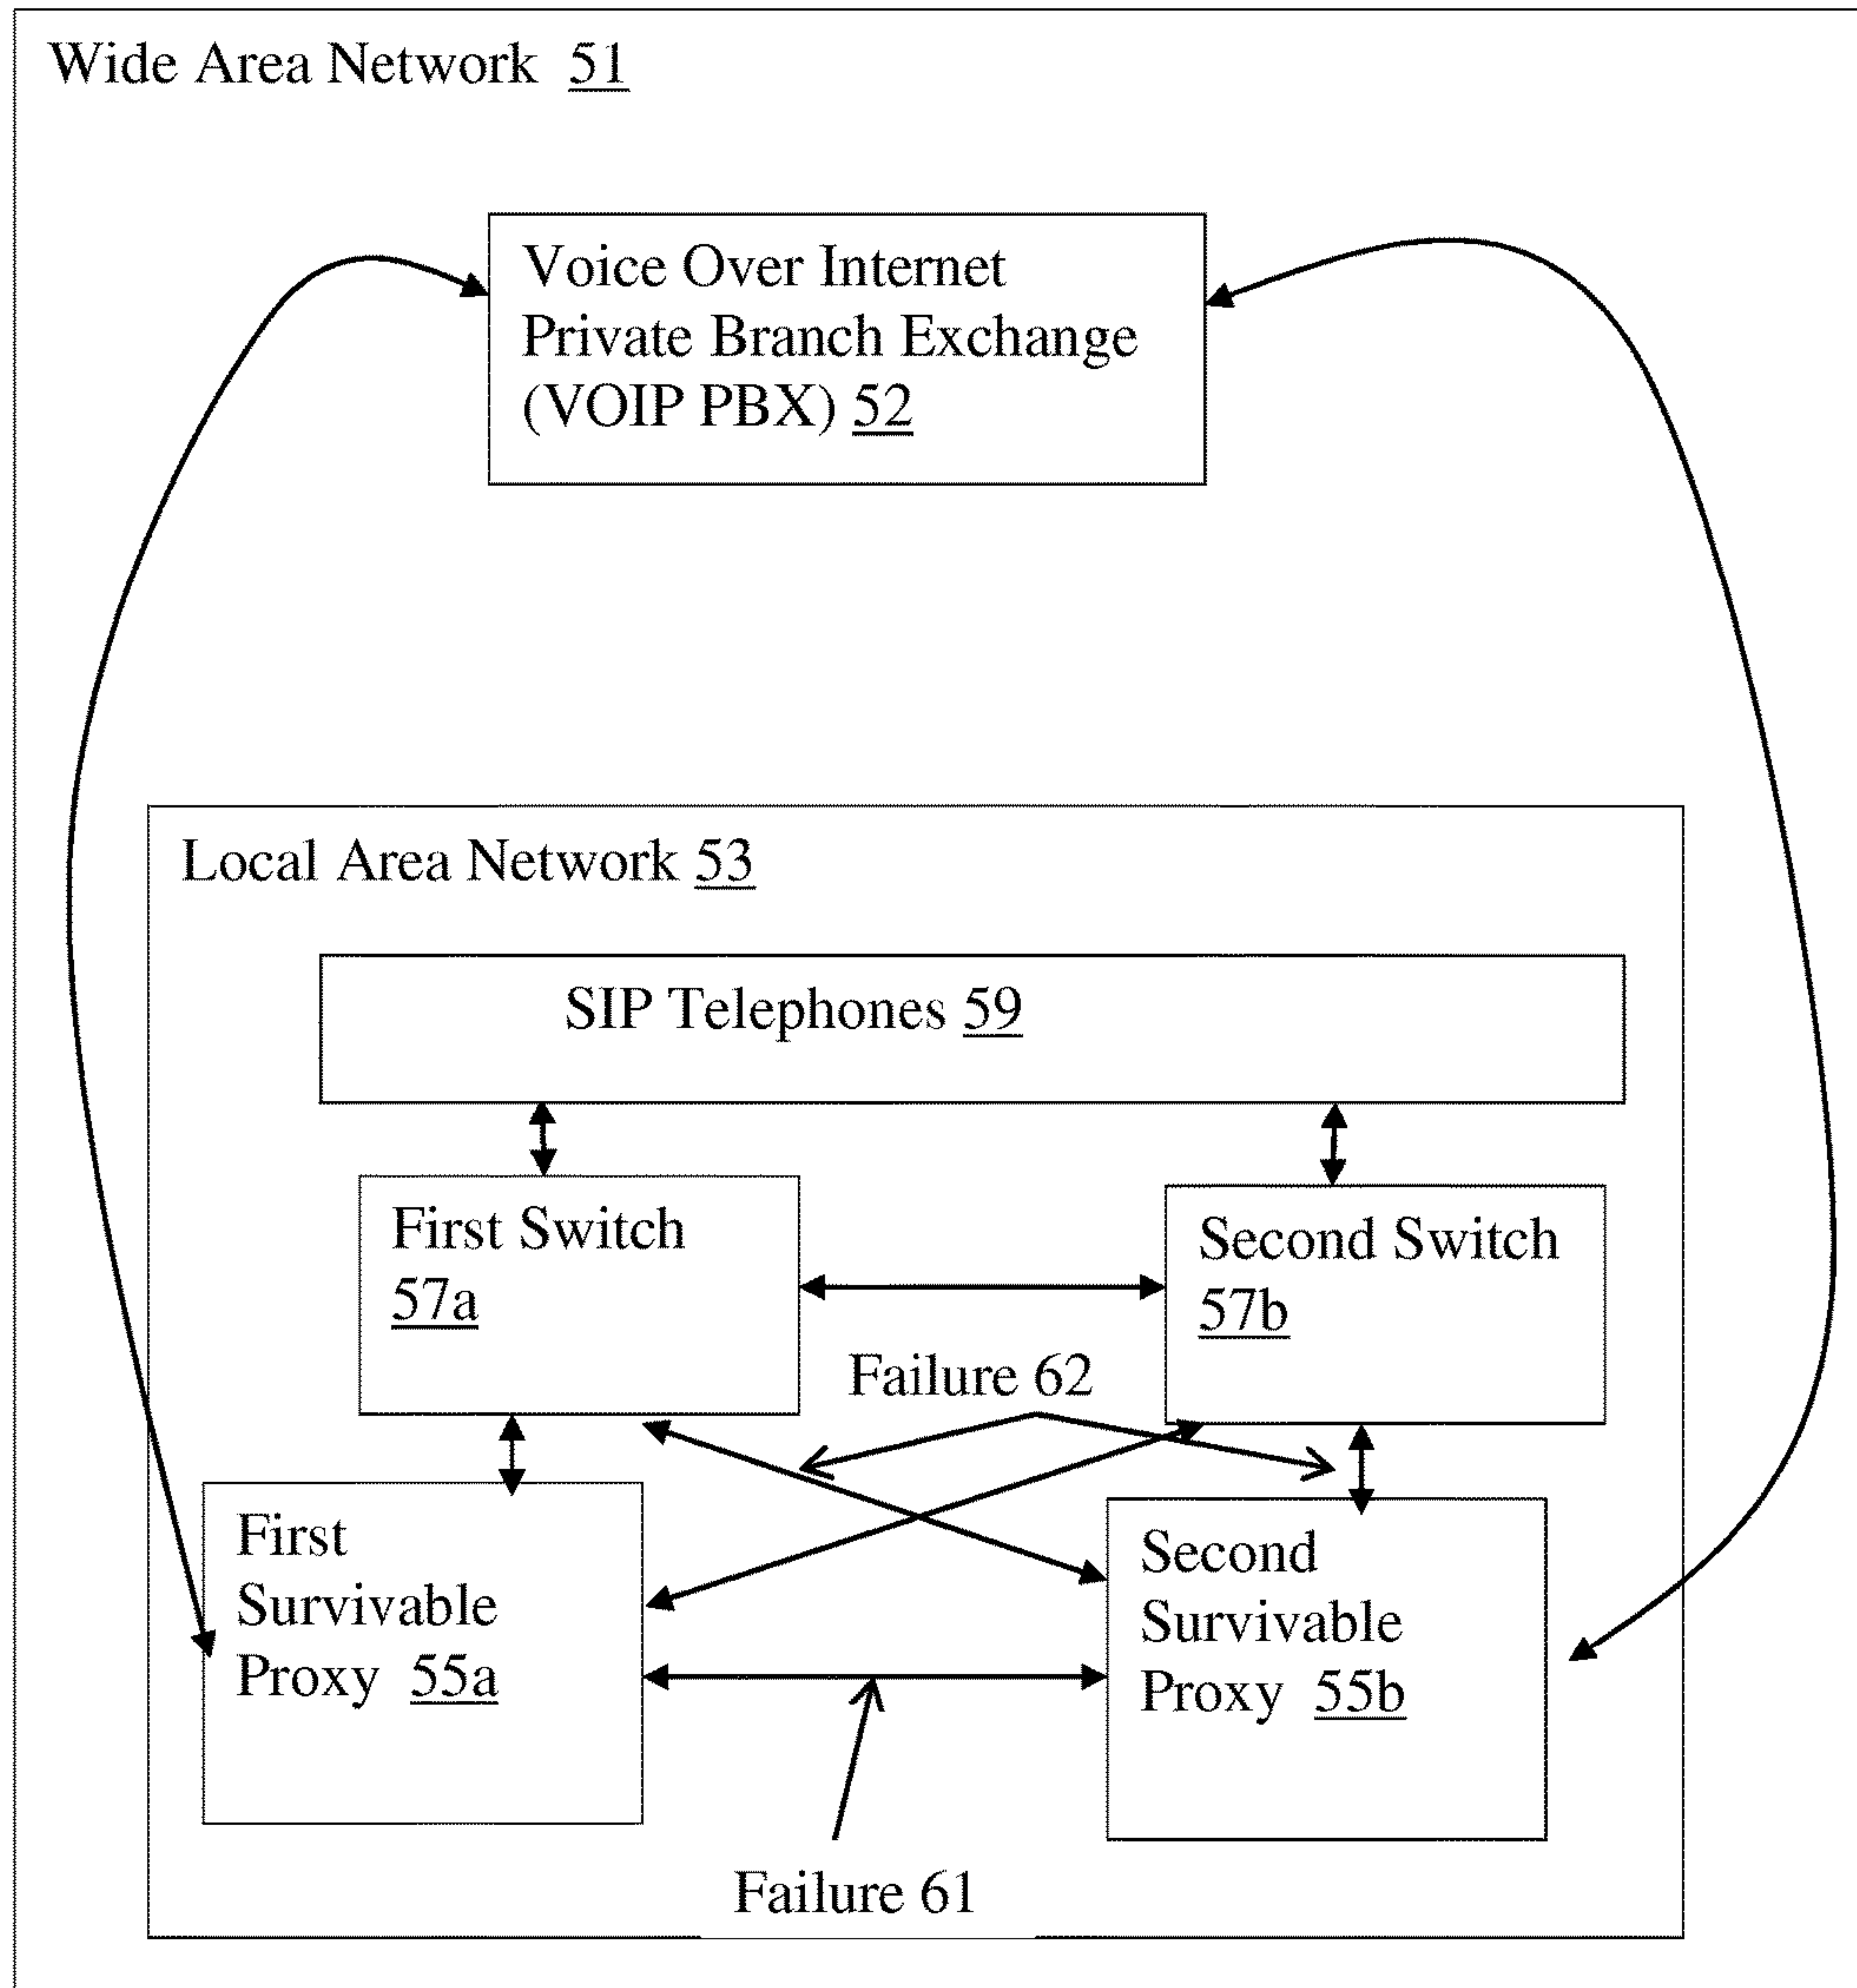 Wide Area Network 51
Voice Over Internet
Private Branch Exchange
(VOIP PBX) 52
Local Area Network 53
SIP Telephones 59
First Switch
57a
Second Switch
57b
Failure 62
First
Survivable
Proxy 55a
Second
Survivable
Proxy 55b
Failure 61